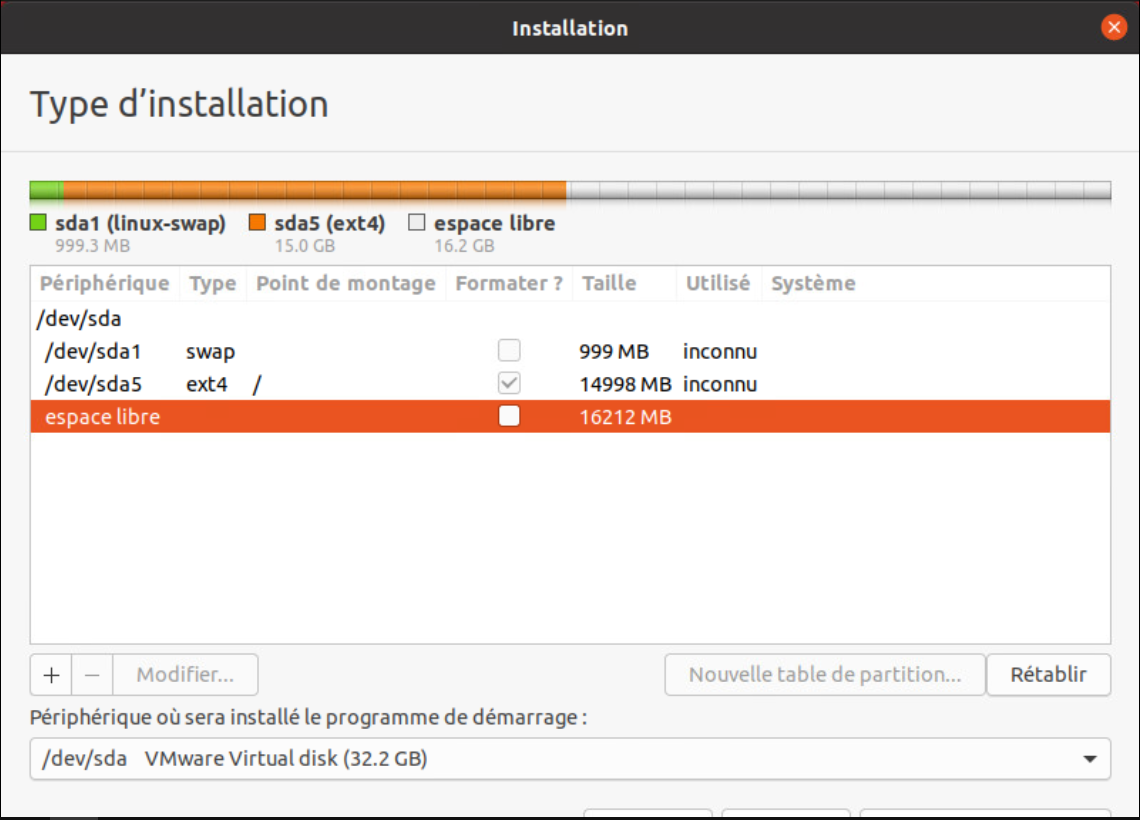 Installation
Type d’installation
sda1 (linux-swap) sda5 (ext4) espace libre
999.3 MB 15.0 GB 16.2 GB
Périphérique Type Point de montage Formater ? Taille Utilisé Système
/dev/sda
/dev/sda1 swap 999 MB inconnu
/dev/sda5 ext4 / 14998 MB inconnu
espace libre 16212 MB
+ − Modifier... Nouvelle table de partition... Rétablir
Périphérique où sera installé le programme de démarrage :
/dev/sda VMware Virtual disk (32.2 GB)